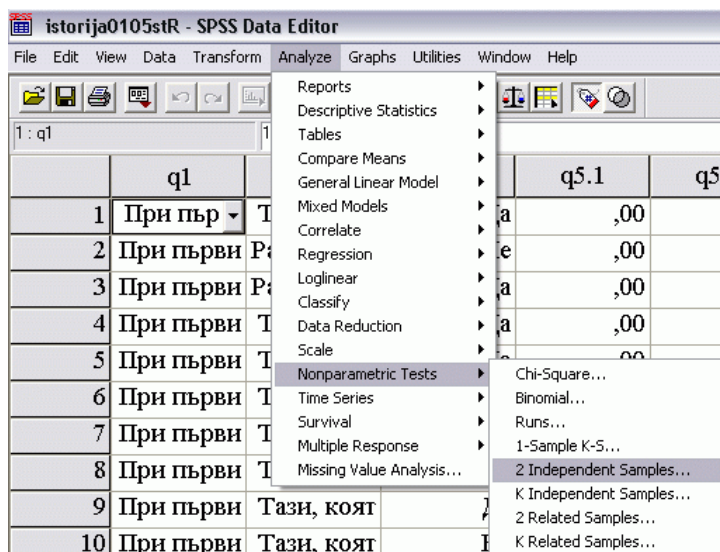 istorija0105stR - SPSS Data Editor
File Edit View Data Transform Analyze Graphs Utilities Window Help
1 : q1
Reports
Descriptive Statistics
Tables
Compare Means
General Linear Model
Mixed Models
Correlate
Regression
Loglinear
Classify
Data Reduction
Scale
Nonparametric Tests
Time Series
Survival
Multiple Response
Missing Value Analysis...
Chi-Square...
Binomial...
Runs...
1-Sample K-S...
2 Independent Samples...
K Independent Samples...
2 Related Samples...
K Related Samples...
q1 q5.1 q5
1 При пър ,00
2 При първи ,00
3 При първи ,00
4 При първи ,00
5 При първи
6 При първи
7 При първи
8 При първи
9 При първи Тази, коят
10 При първи Тази, коят